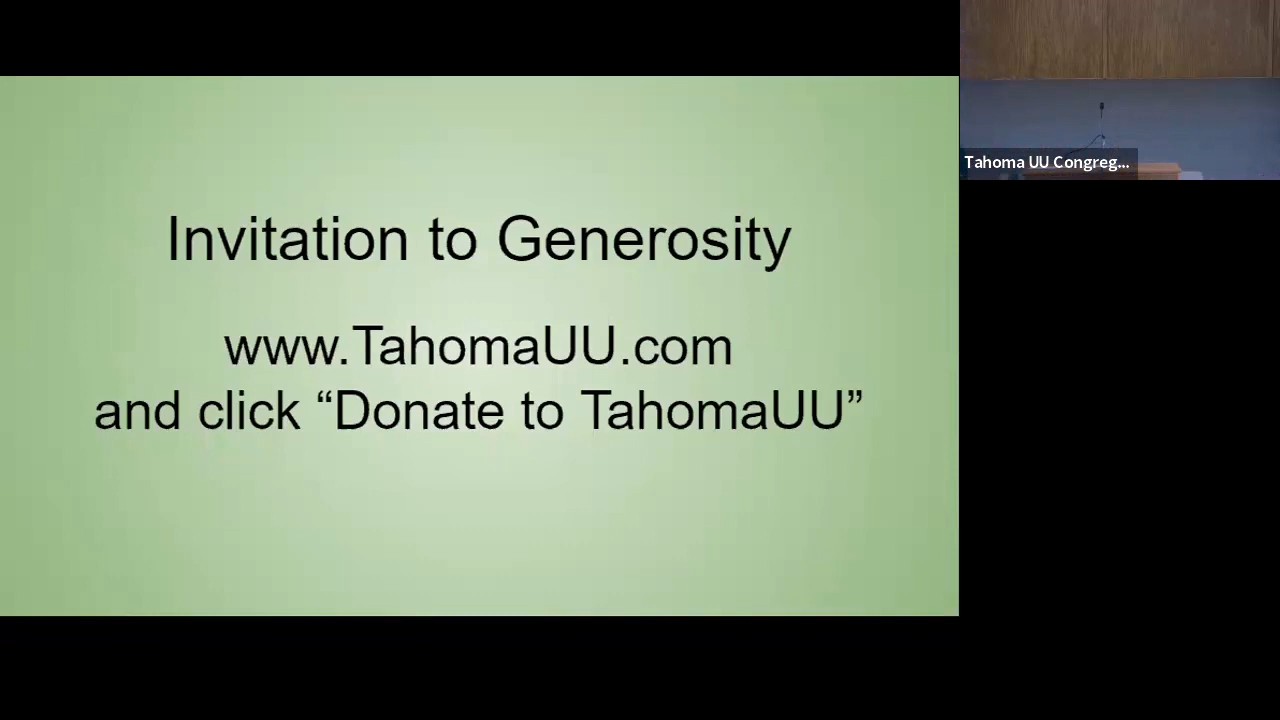 Invitation to Generosity
www.TahomaUU.com
and click “Donate to TahomaUU”
Tahoma UU Congreg...